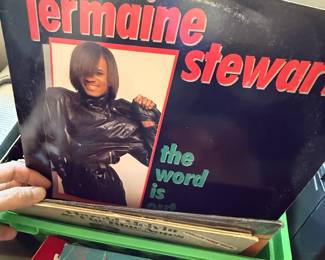 jermaine
stewart
the
word
is
out